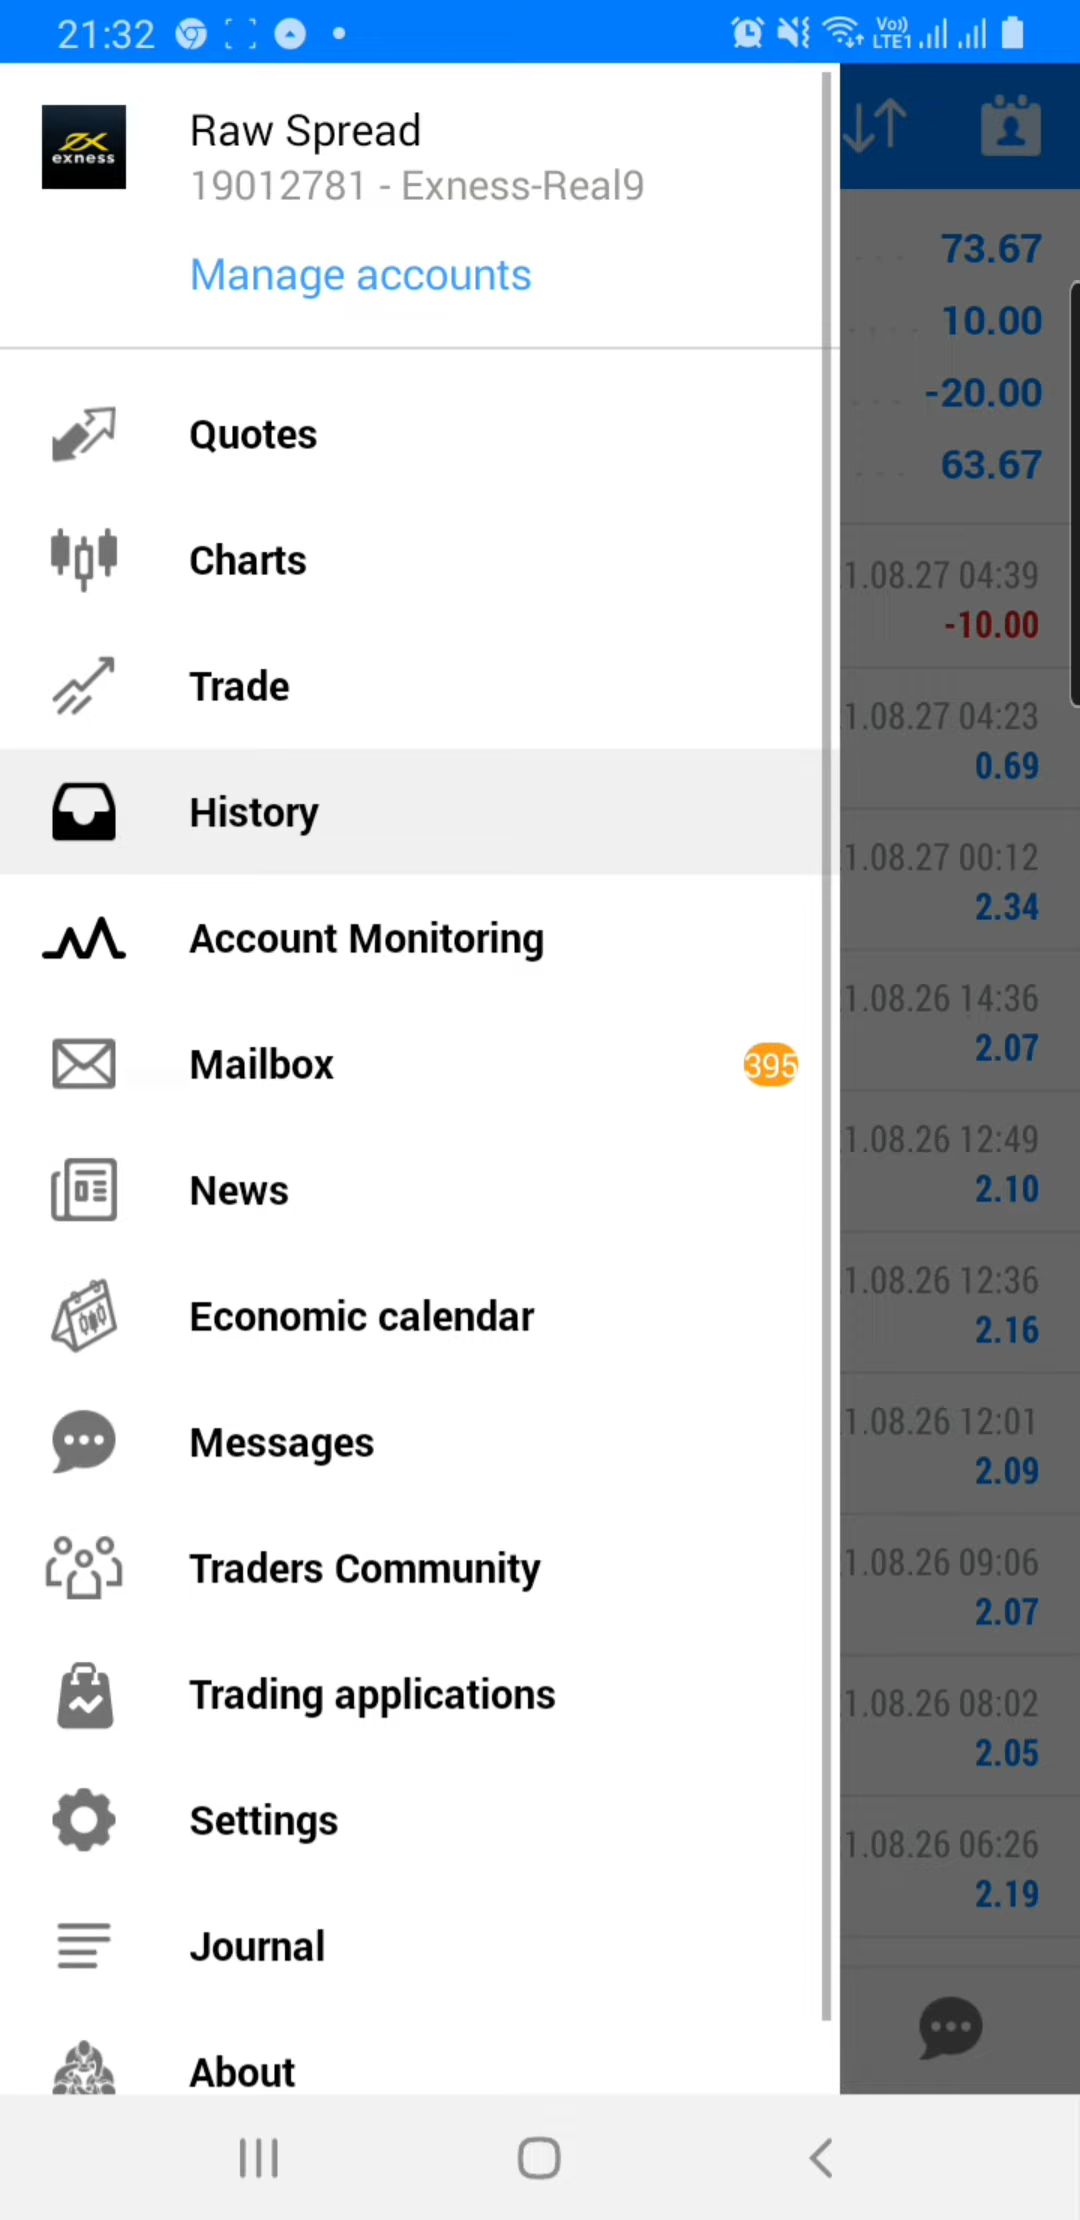 21:32
Vo))
LTE1
exness
Raw Spread
19012781 - Exness-Real9
Manage accounts
Quotes
Charts
Trade
History
Account Monitoring
Mailbox
395
News
Economic calendar
Messages
Traders Community
Trading applications
Settings
Journal
About
73.67
10.00
-20.00
63.67
1.08.27 04:39
-10.00
1.08.27 04:23
0.69
1.08.27 00:12
2.34
1.08.26 14:36
2.07
1.08.26 12:49
2.10
1.08.26 12:36
2.16
1.08.26 12:01
2.09
1.08.26 09:06
2.07
1.08.26 08:02
2.05
1.08.26 06:26
2.19